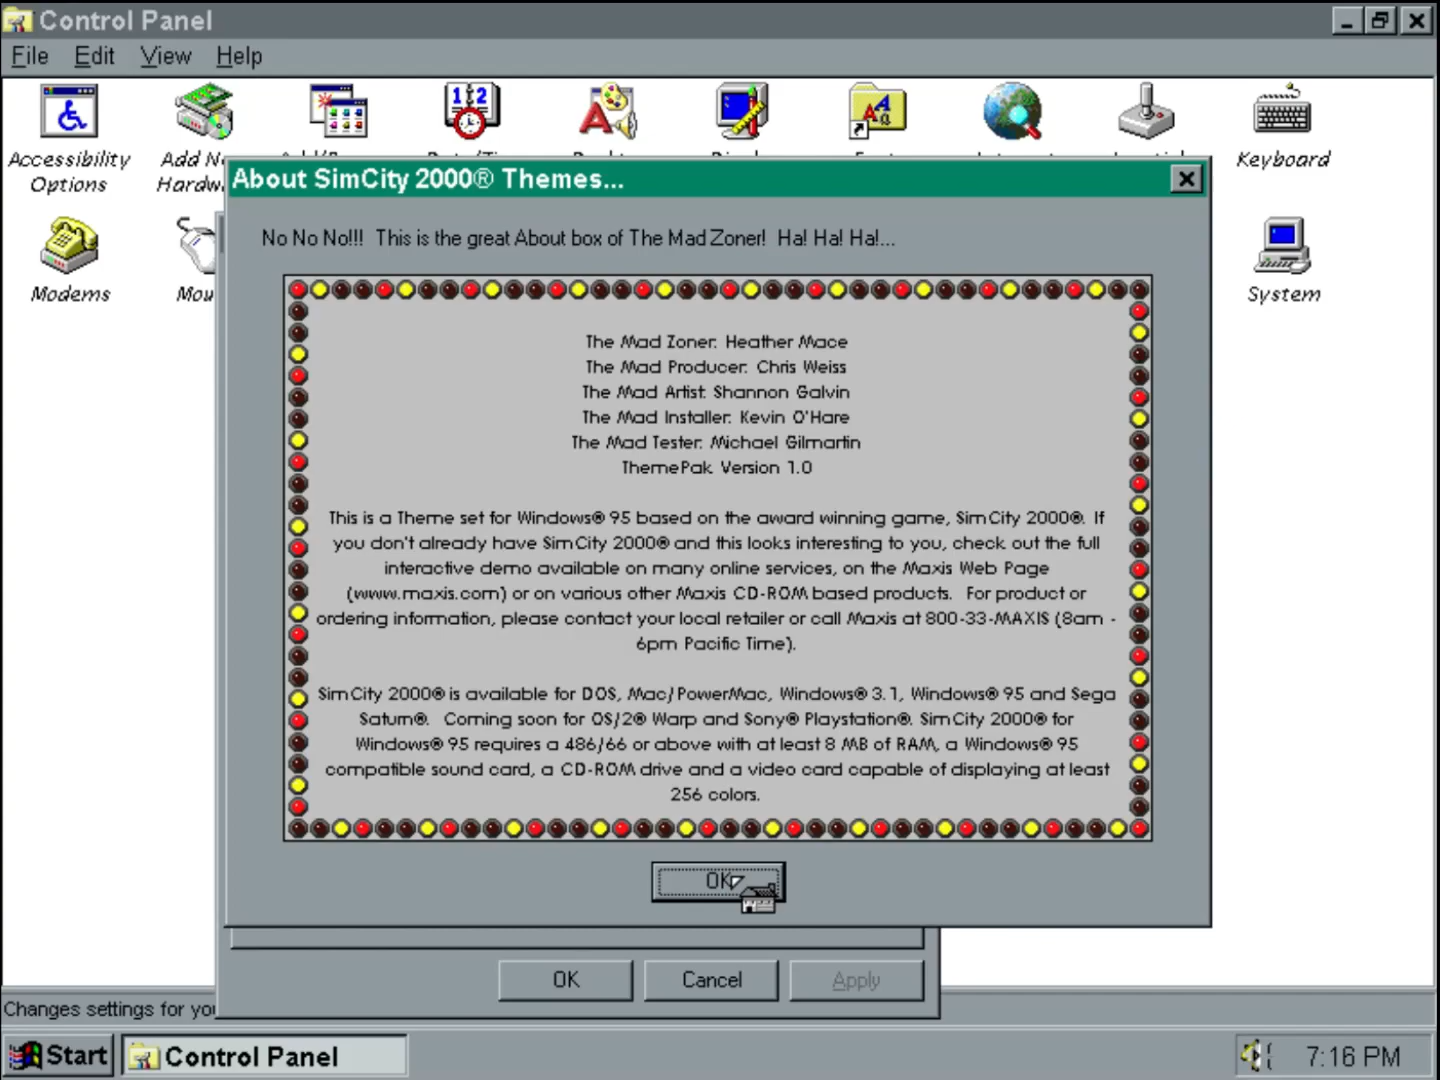 Control Panel
File Edit View Help
Accessibility Options
Add N
Hardw
Keyboard
Modems
Mou
System
About SimCity 2000® Themes...
No No No!!! This is the great About box of The Mad Zoner! Ha! Ha! Ha!...
The Mad Zoner: Heather Mace
The Mad Producer: Chris Weiss
The Mad Artist: Shannon Galvin
The Mad Installer: Kevin O'Hare
The Mad Tester: Michael Gilmartin
ThemePak Version 1.0
This is a Theme set for Windows® 95 based on the award winning game, SimCity 2000®. If
you don't already have SimCity 2000® and this looks interesting to you, check out the full
interactive demo available on many online services, on the Maxis Web Page
(www.maxis.com) or on various other Maxis CD-ROM based products. For product or
ordering information, please contact your local retailer or call Maxis at 800-33-MAXIS (8am -
6pm Pacific Time).
SimCity 2000® is available for DOS, Mac/PowerMac, Windows® 3.1, Windows® 95 and Sega
Saturn®. Coming soon for OS/2® Warp and Sony® Playstation®. SimCity 2000® for
Windows® 95 requires a 486/66 or above with at least 8 MB of RAM, a Windows® 95
compatible sound card, a CD-ROM drive and a video card capable of displaying at least
256 colors.
OK
OK Cancel Apply
Changes settings for you
Start Control Panel 7:16 PM